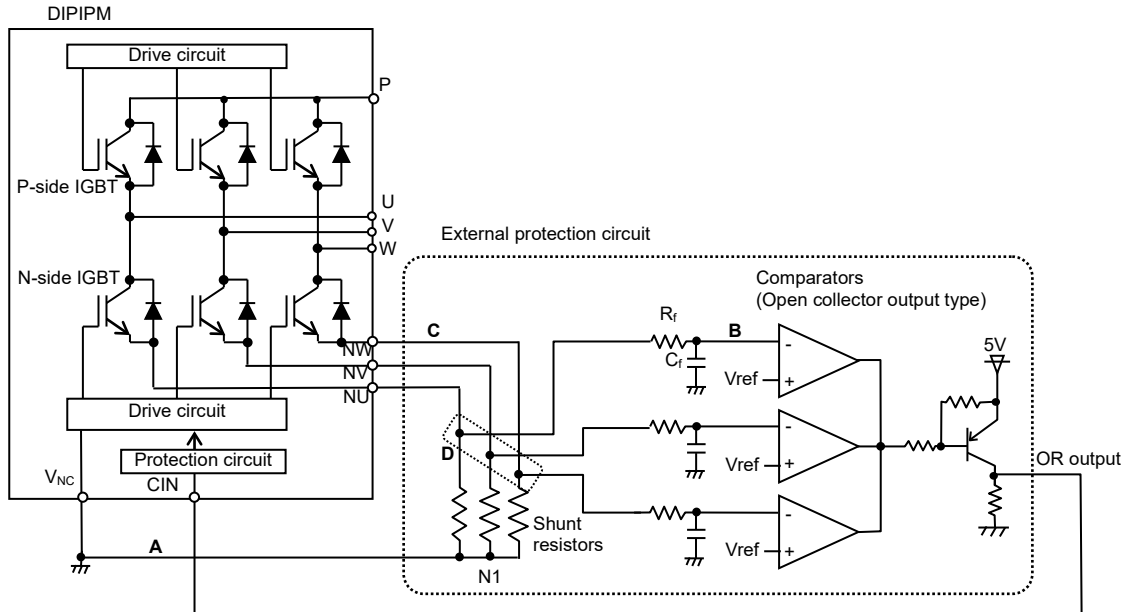 DIPIPM
Drive circuit
P
P-side IGBT
U
V
W
N-side IGBT
External protection circuit
Comparators
(Open collector output type)
C
Rf
B
-
5V
Cf
Vref
+
NW
NV
NU
Drive circuit
-
D
Vref
+
OR output
Protection circuit
VNC
CIN
Shunt
resistors
-
Vref
+
A
N1